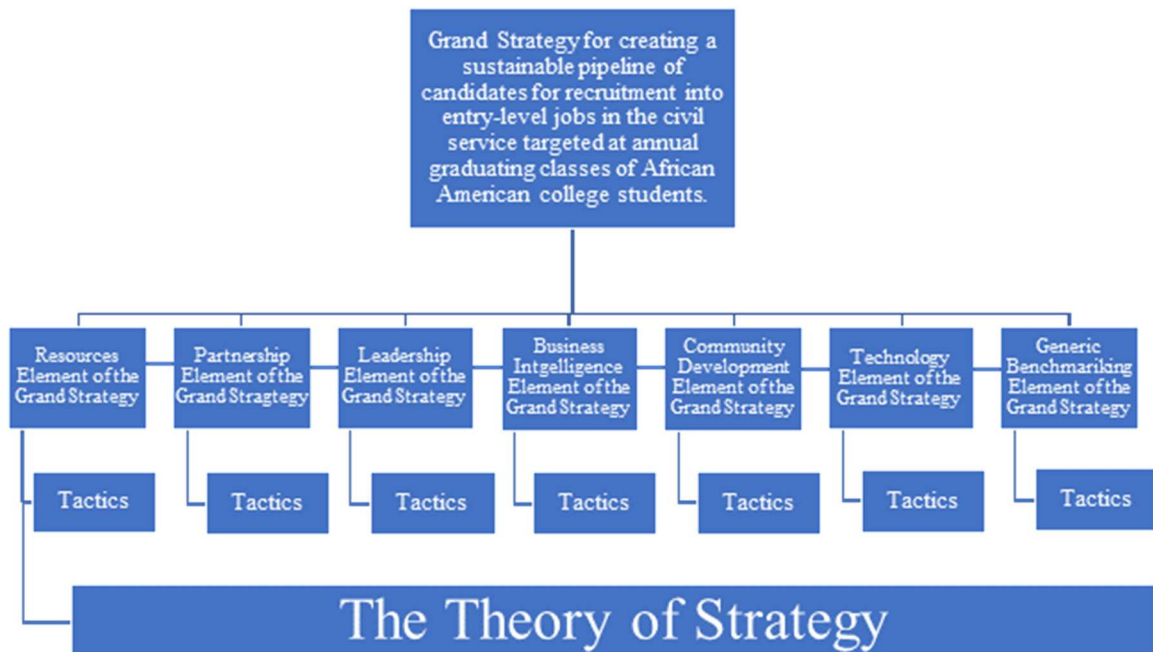 Grand Strategy for creating a
sustainable pipeline of
candidates for recruitment into
entry-level jobs in the civil
service targeted at annual
graduating classes of African
American college students.
Resources
Element of the
Grand Strategy
Partnership
Element of the
Grand Stragtegy
Leadership
Element of the
Grand Strategy
Business
Intgelligence
Element of the
Grand Strategy
Community
Development
Element of the
Grand Strategy
Technology
Element of the
Grand Strategy
Generic
Benchmariking
Element of the
Grand Strategy
Tactics
Tactics
Tactics
Tactics
Tactics
Tactics
Tactics
The Theory of Strategy